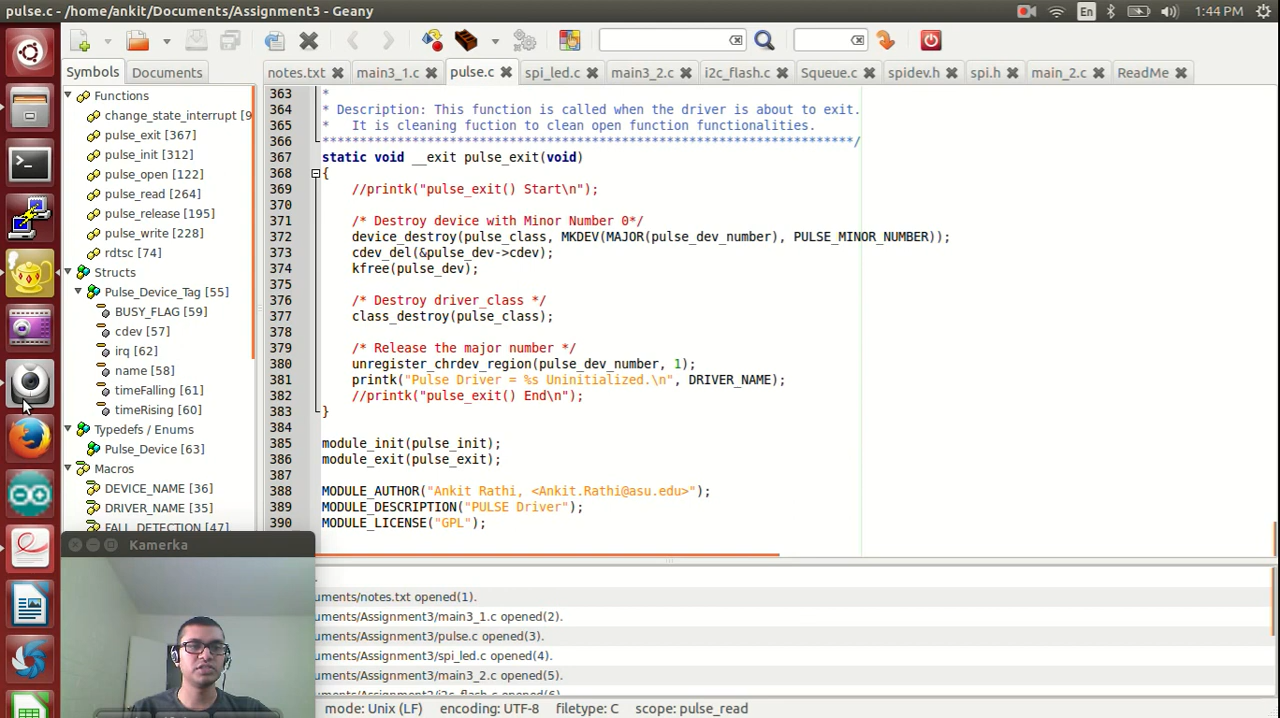 pulse.c - /home/ankit/Documents/Assignment3 - Geany
En
1:44 PM
Symbols
Documents
notes.txt
main3_1.c
pulse.c
spi_led.c
main3_2.c
i2c_flash.c
Squeue.c
spidev.h
spi.h
main_2.c
ReadMe
Functions
change_state_interrupt [9
pulse_exit [367]
pulse_init [312]
pulse_open [122]
pulse_read [264]
pulse_release [195]
pulse_write [228]
rdtsc [74]
Structs
Pulse_Device_Tag [55]
BUSY_FLAG [59]
cdev [57]
irq [62]
name [58]
timeFalling [61]
timeRising [60]
Typedefs / Enums
Pulse_Device [63]
Macros
DEVICE_NAME [36]
DRIVER_NAME [35]
FALL_DETECTION [47]
363 *
364 * Description: This function is called when the driver is about to exit.
365 *   It is cleaning fuction to clean open function functionalities.
366 ***********************************************************************/
367 static void __exit pulse_exit(void)
368 {
369 //printk("pulse_exit() Start\n");
370
371 /* Destroy device with Minor Number 0*/
372 device_destroy(pulse_class, MKDEV(MAJOR(pulse_dev_number), PULSE_MINOR_NUMBER));
373 cdev_del(&pulse_dev->cdev);
374 kfree(pulse_dev);
375
376 /* Destroy driver_class */
377 class_destroy(pulse_class);
378
379 /* Release the major number */
380 unregister_chrdev_region(pulse_dev_number, 1);
381 printk("Pulse Driver = %s Uninitialized.\n", DRIVER_NAME);
382 //printk("pulse_exit() End\n");
383 }
384
385 module_init(pulse_init);
386 module_exit(pulse_exit);
387
388 MODULE_AUTHOR("Ankit Rathi, <Ankit.Rathi@asu.edu>");
389 MODULE_DESCRIPTION("PULSE Driver");
390 MODULE_LICENSE("GPL");
Kamerka
.
uments/notes.txt opened(1).
uments/Assignment3/main3_1.c opened(2).
uments/Assignment3/pulse.c opened(3).
uments/Assignment3/spi_led.c opened(4).
uments/Assignment3/main3_2.c opened(5).
uments/Assignment2/i2c_flash.c opened(6).
mode: Unix (LF)
encoding: UTF-8
filetype: C
scope: pulse_read